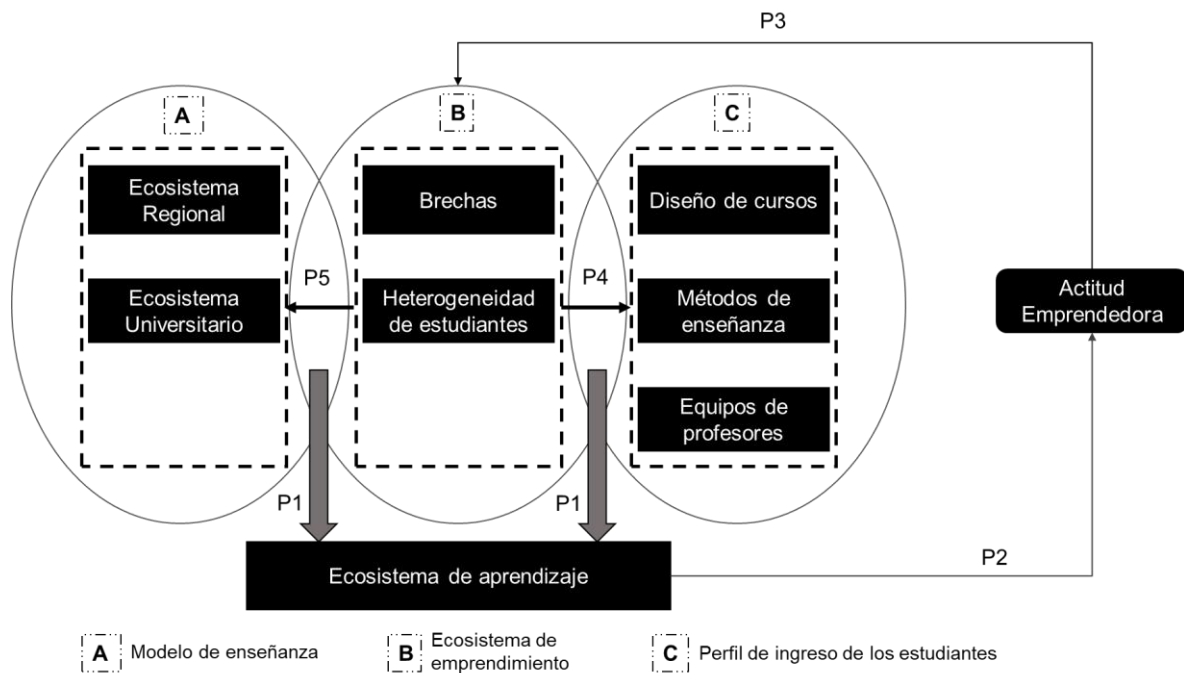 P3
A
B
C
Ecosistema
Regional
Brechas
Diseño de cursos
P5
P4
Ecosistema
Universitario
Heterogeneidad
de estudiantes
Métodos de
enseñanza
Actitud
Emprendedora
Equipos de
profesores
P1
P1
P2
Ecosistema de aprendizaje
A Modelo de enseñanza
B Ecosistema de
emprendimiento
C Perfil de ingreso de los estudiantes